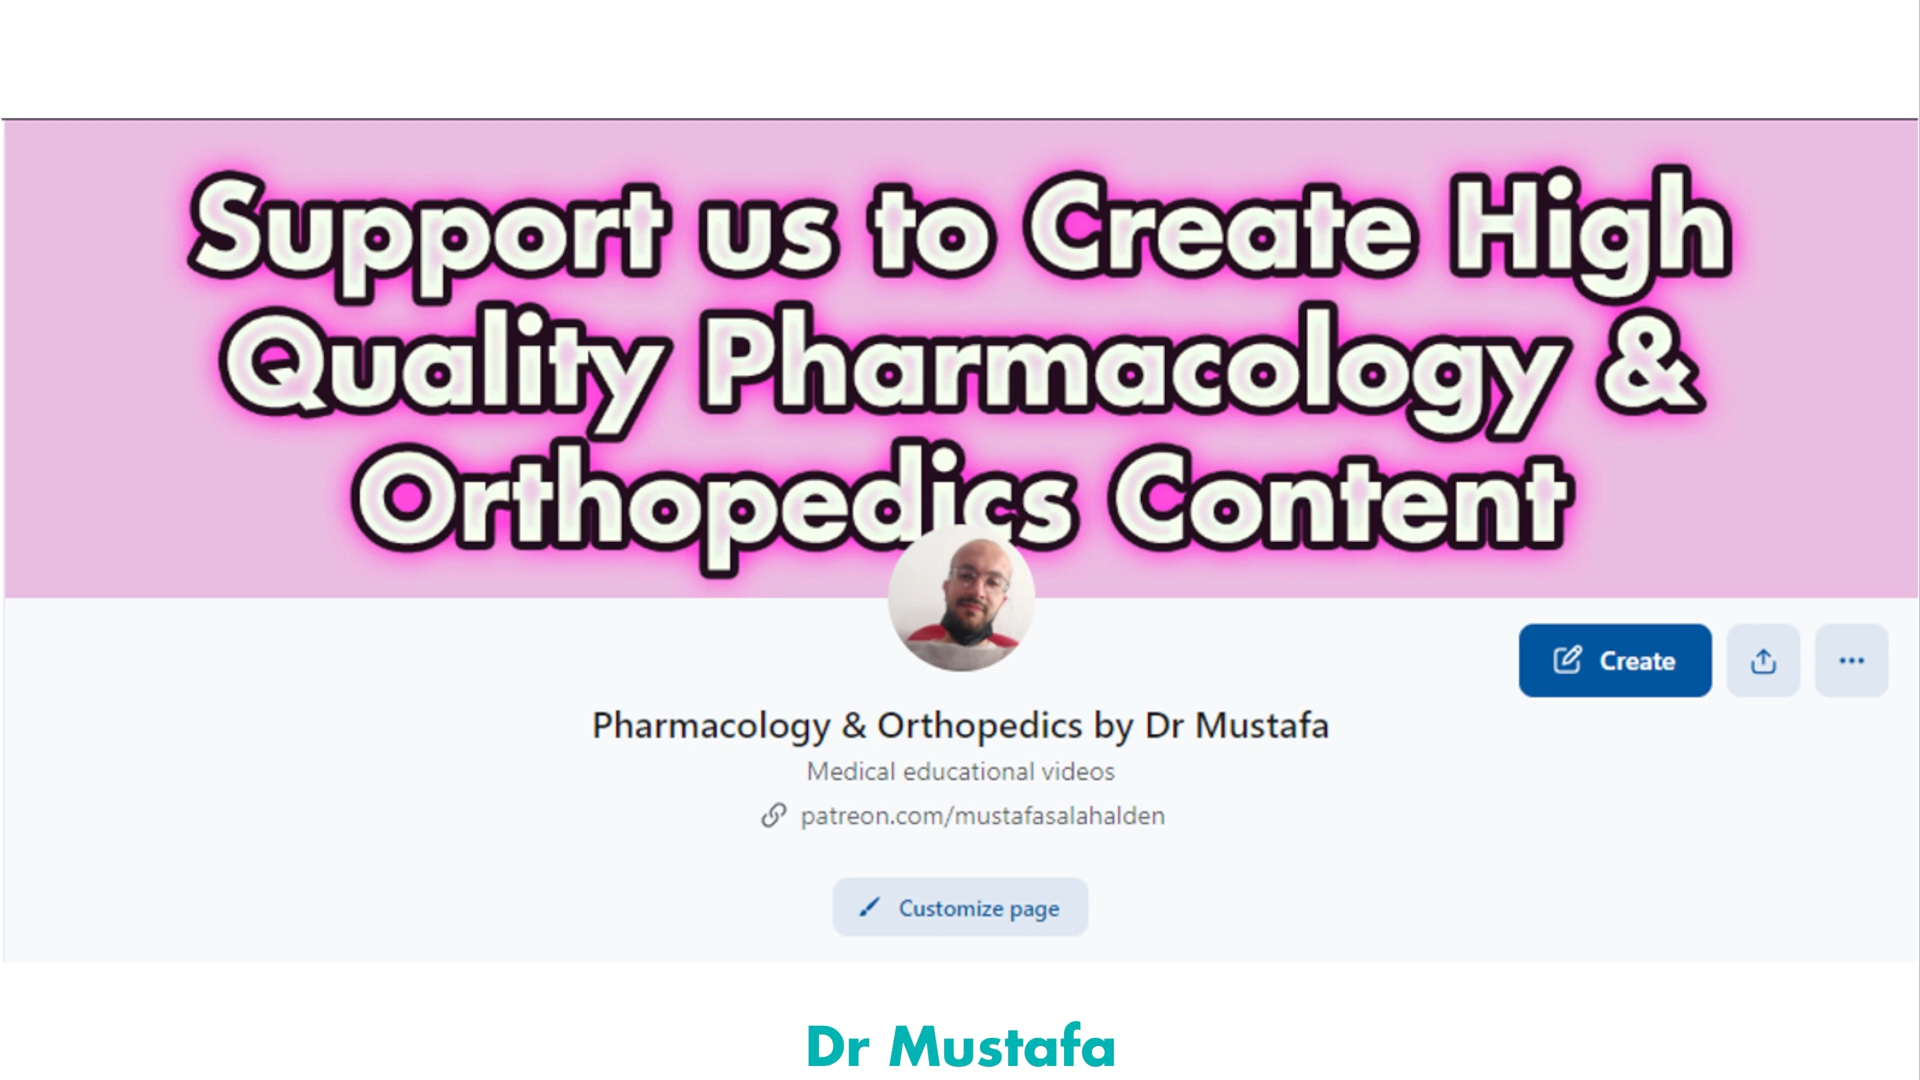 Support us to Create High
Quality Pharmacology &
Orthopedics Content
Create
Pharmacology & Orthopedics by Dr Mustafa
Medical educational videos
patreon.com/mustafasalahalden
Customize page
Dr Mustafa